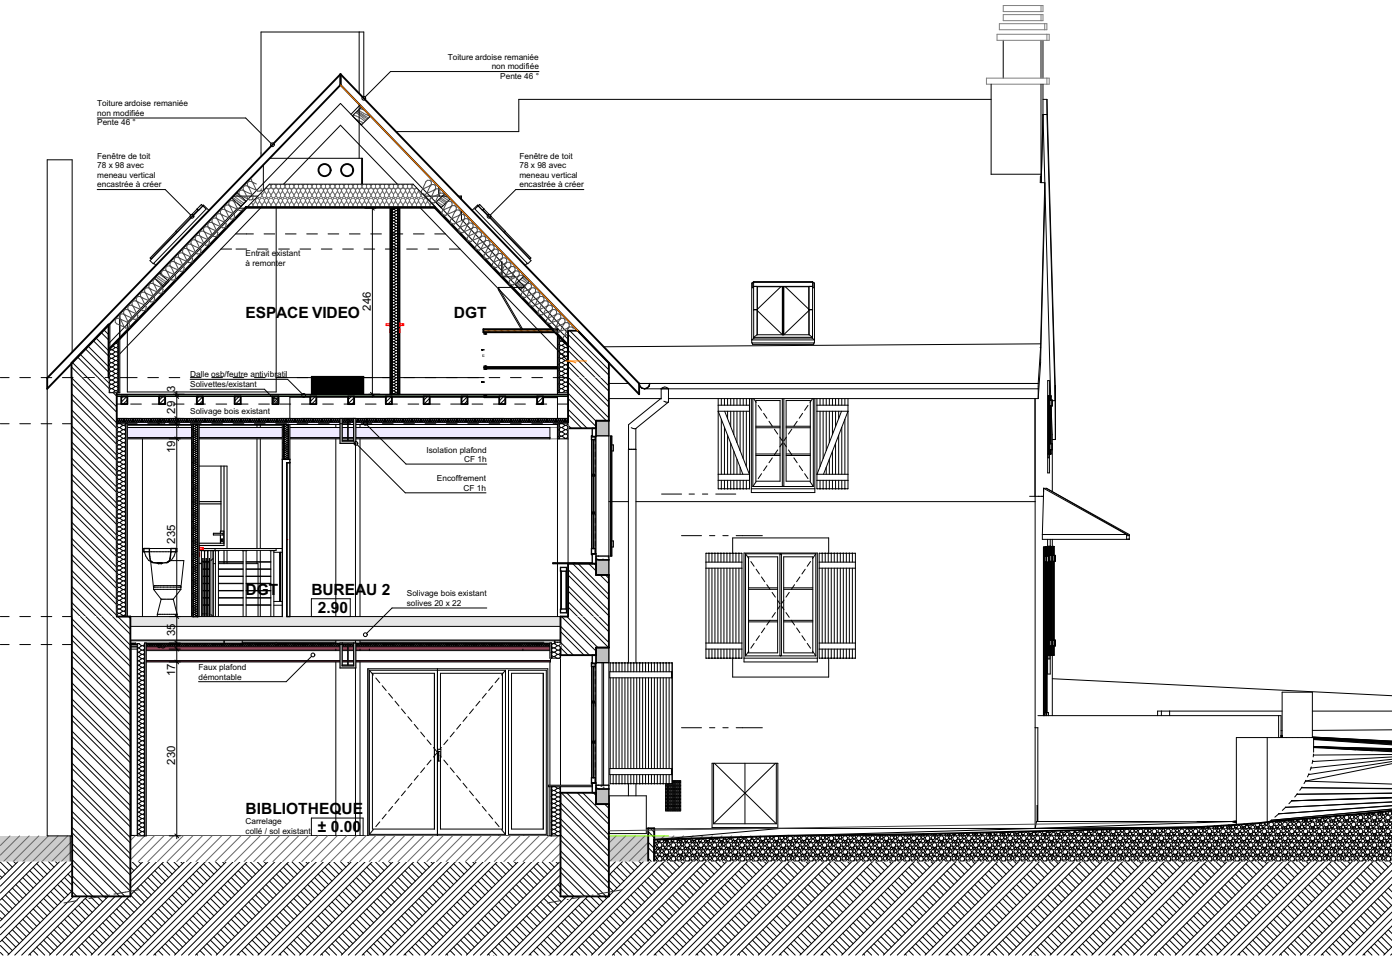 Toiture ardoise remaniée
non modifiée
Pente 46 °
Toiture ardoise remaniée
non modifiée
Pente 46 °
Fenêtre de toit
78 x 98 avec
meneau vertical
encastrée à créer
Fenêtre de toit
78 x 98 avec
meneau vertical
encastrée à créer
Entrait existant
à remonter
ESPACE VIDEO
246
DGT
Dalle osb/feutre antivibratil
Solivettes/existant
3
29
Solivage bois existant
19
Isolation plafond
CF 1h
Encoffrement
CF 1h
235
DGT
BUREAU 2
2.90
Solivage bois existant
solives 20 x 22
35
17
Faux plafond
démontable
230
BIBLIOTHEQUE
Carrelage
collé / sol existant
± 0.00